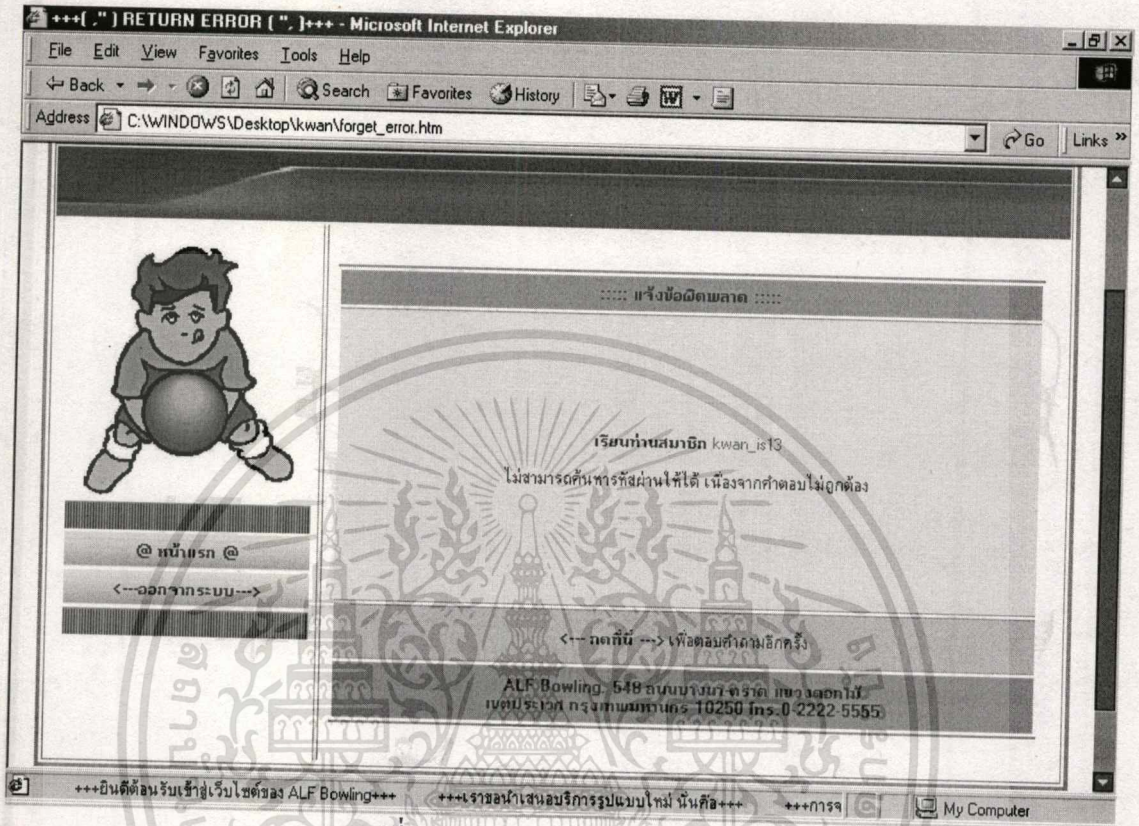 +++( ," ) RETURN ERROR ( ", )+++ - Microsoft Internet Explorer
File Edit View Favorites Tools Help
Back Search Favorites History
Address C:\WINDOWS\Desktop\kwan\forget_error.htm Go Links »
::::: แจ้งข้อผิดพลาด :::::
เรียนท่านสมาชิก kwan_is13
ไม่สามารถค้นหารหัสผ่านให้ได้ เนื่องจากคำตอบไม่ถูกต้อง
@ หน้าแรก @
<---ออกจากระบบ--->
<--- กดที่นี่ ---> เพื่อตอบคำถามอีกครั้ง
ALF Bowling. 548 ถนนบางนา-ตราด แขวงดอกไม้
เขตประเวศ กรุงเทพมหานคร 10250 โทร.0-2222-5555
+++ยินดีต้อนรับเข้าสู่เว็บไซต์ของ ALF Bowling+++ +++เราขอนำเสนอบริการรูปแบบใหม่ นั่นคือ+++ +++การจ My Computer